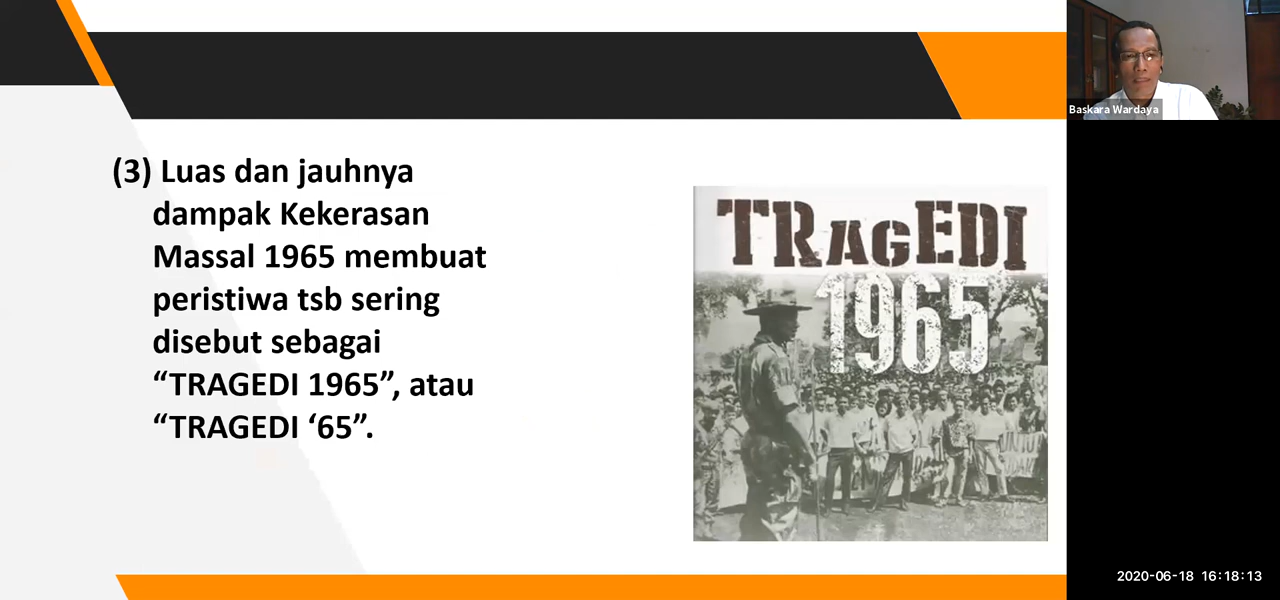 (3) Luas dan jauhnya
dampak Kekerasan
Massal 1965 membuat
peristiwa tsb sering
disebut sebagai
“TRAGEDI 1965”, atau
“TRAGEDI ‘65”.
TRAGEDI
1965
Baskara Wardaya
2020-06-18 16:18:13